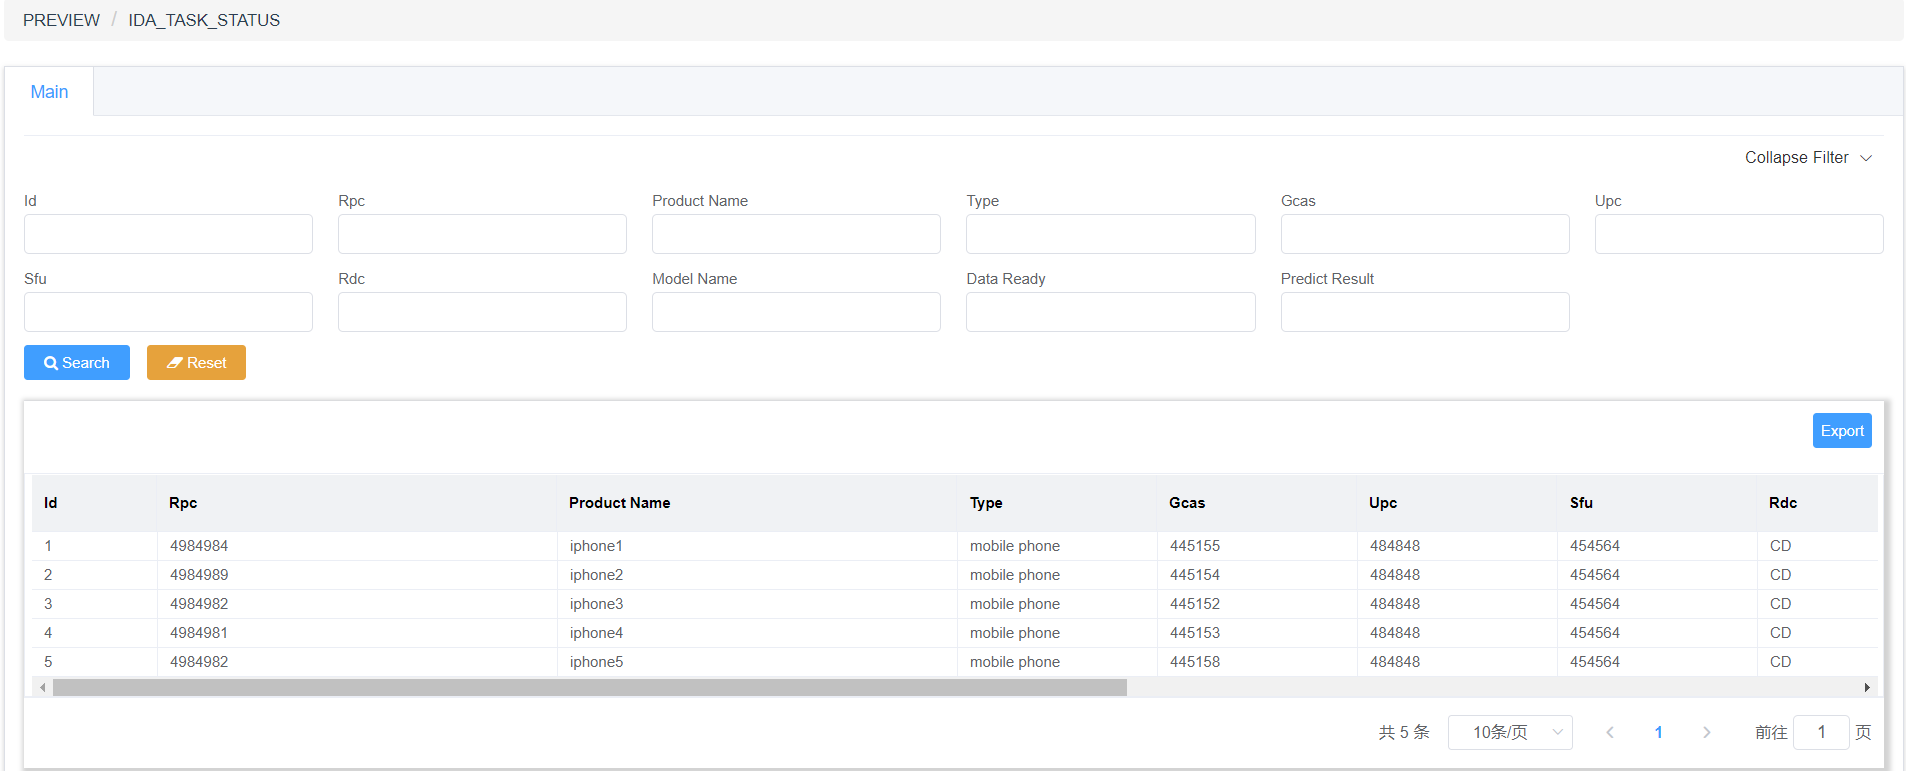 PREVIEW / IDA_TASK_STATUS
Main
Collapse Filter
Id Rpc Product Name Type Gcas Upc
Sfu Rdc Model Name Data Ready Predict Result
Search Reset
Export
Id Rpc Product Name Type Gcas Upc Sfu Rdc
1 4984984 iphone1 mobile phone 445155 484848 454564 CD
2 4984989 iphone2 mobile phone 445154 484848 454564 CD
3 4984982 iphone3 mobile phone 445152 484848 454564 CD
4 4984981 iphone4 mobile phone 445153 484848 454564 CD
5 4984982 iphone5 mobile phone 445158 484848 454564 CD
共 5 条 10条/页 1 前往 1 页